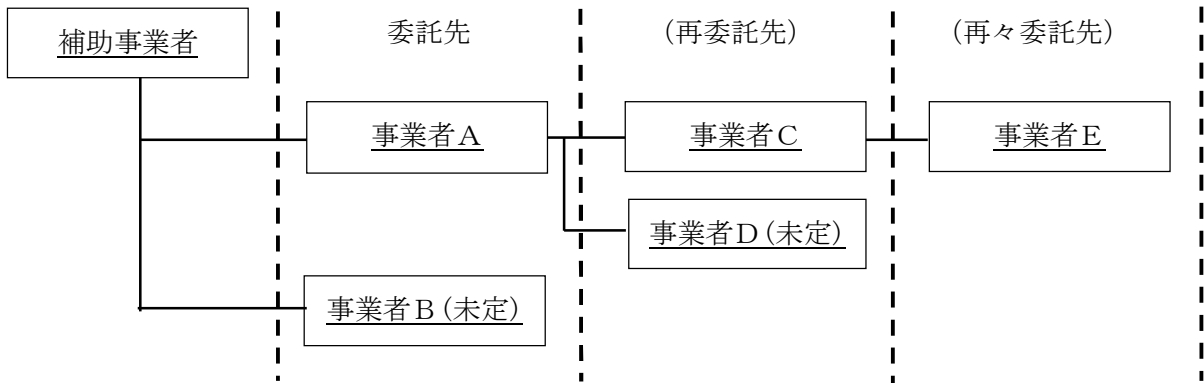 補助事業者
委託先
(再委託先)
(再々委託先)
事業者A
事業者C
事業者E
事業者D(未定)
事業者B(未定)